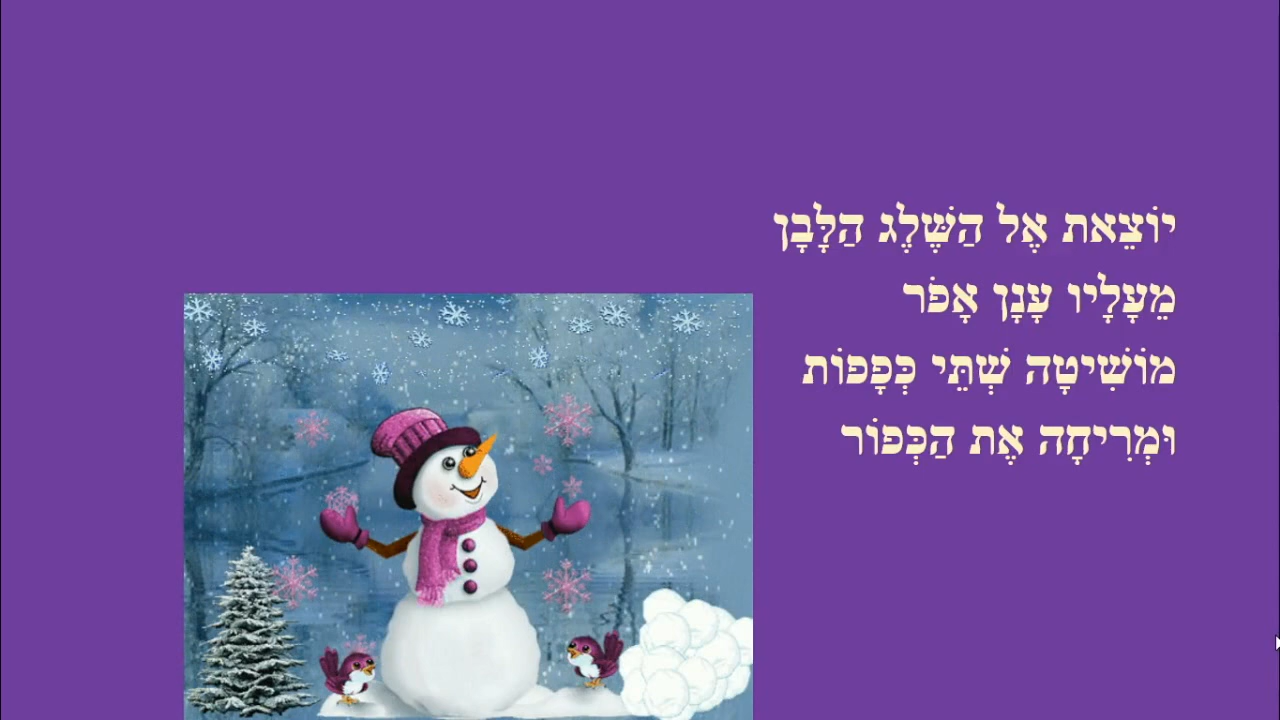 יוֹצֵאת אֶל הַשֶּׁלֶג הַלָּבָן
מֵעָלָיו עָנָן אָפֹר
מוֹשִׁיטָה שְׁתֵּי כְּפָפוֹת
וּמְרִיחָה אֶת הַכְּפוֹר